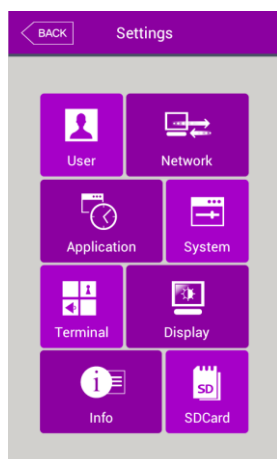 BACK Settings
User Network
Application System
Terminal Display
SD
Info SDCard